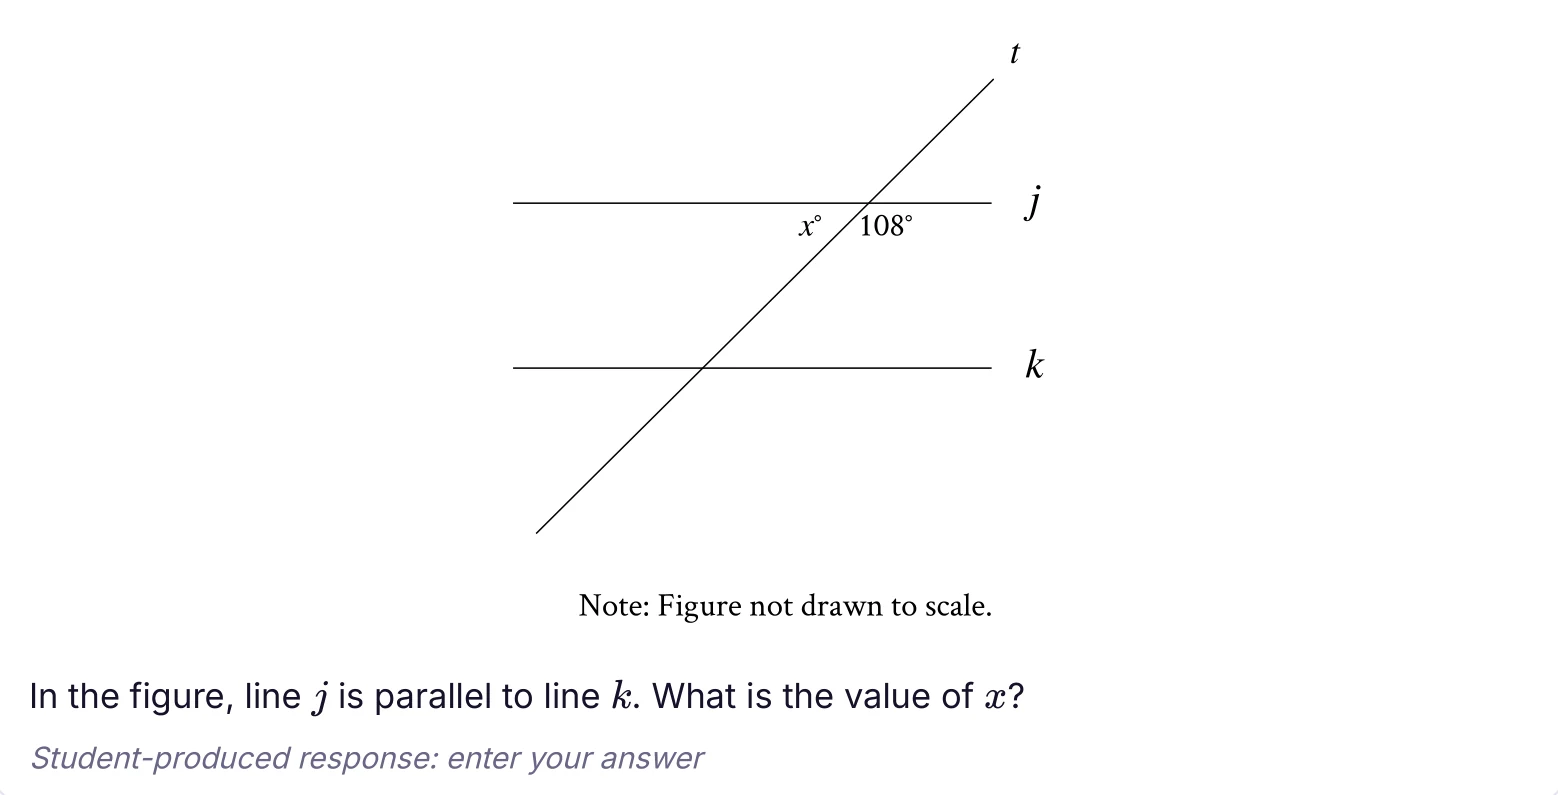 t
j
x° 108°
k
Note: Figure not drawn to scale.
In the figure, line j is parallel to line k. What is the value of x?
Student-produced response: enter your answer